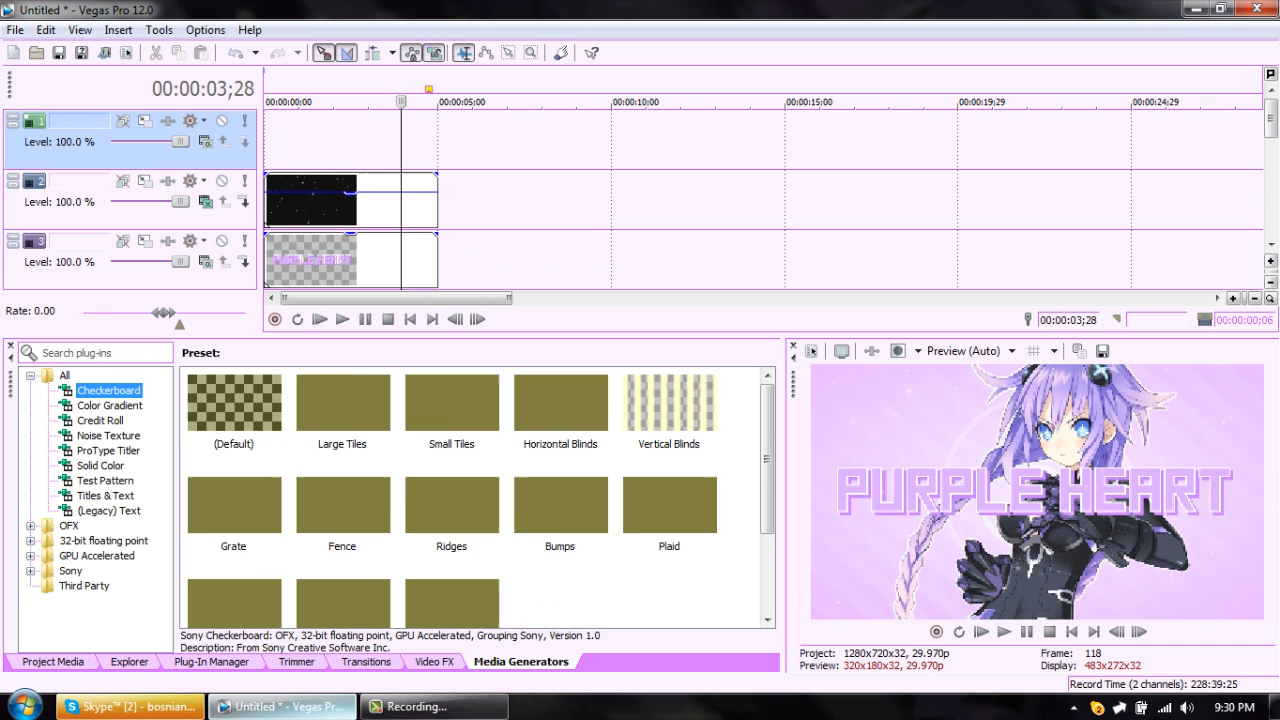 Untitled * - Vegas Pro 12.0
File Edit View Insert Tools Options Help
00:00:03;28
00:00:00;00 00:00:05;00 00:00:10;00 00:00:15;00 00:00:19;29 00:00:24;29
1
Level: 100.0 %
2
Level: 100.0 %
3
Level: 100.0 %
PURPLE HEART
Rate: 0.00
00:00:03;28 00:00:00;06
Search plug-ins
Preset:
Preview (Auto)
All
Checkerboard
Color Gradient
Credit Roll
Noise Texture
ProType Titler
Solid Color
Test Pattern
Titles & Text
(Legacy) Text
OFX
32-bit floating point
GPU Accelerated
Sony
Third Party
(Default) Large Tiles Small Tiles Horizontal Blinds Vertical Blinds
Grate Fence Ridges Bumps Plaid
Sony Checkerboard: OFX, 32-bit floating point, GPU Accelerated, Grouping Sony, Version 1.0
Description: From Sony Creative Software Inc.
PURPLE HEART
Project Media Explorer Plug-In Manager Trimmer Transitions Video FX Media Generators
Project: 1280x720x32, 29.970p Frame: 118
Preview: 320x180x32, 29.970p Display: 483x272x32
Record Time (2 channels): 228:39:25
Skype™ [2] - bosnian... Untitled * - Vegas Pr... Recording... 2 9:30 PM